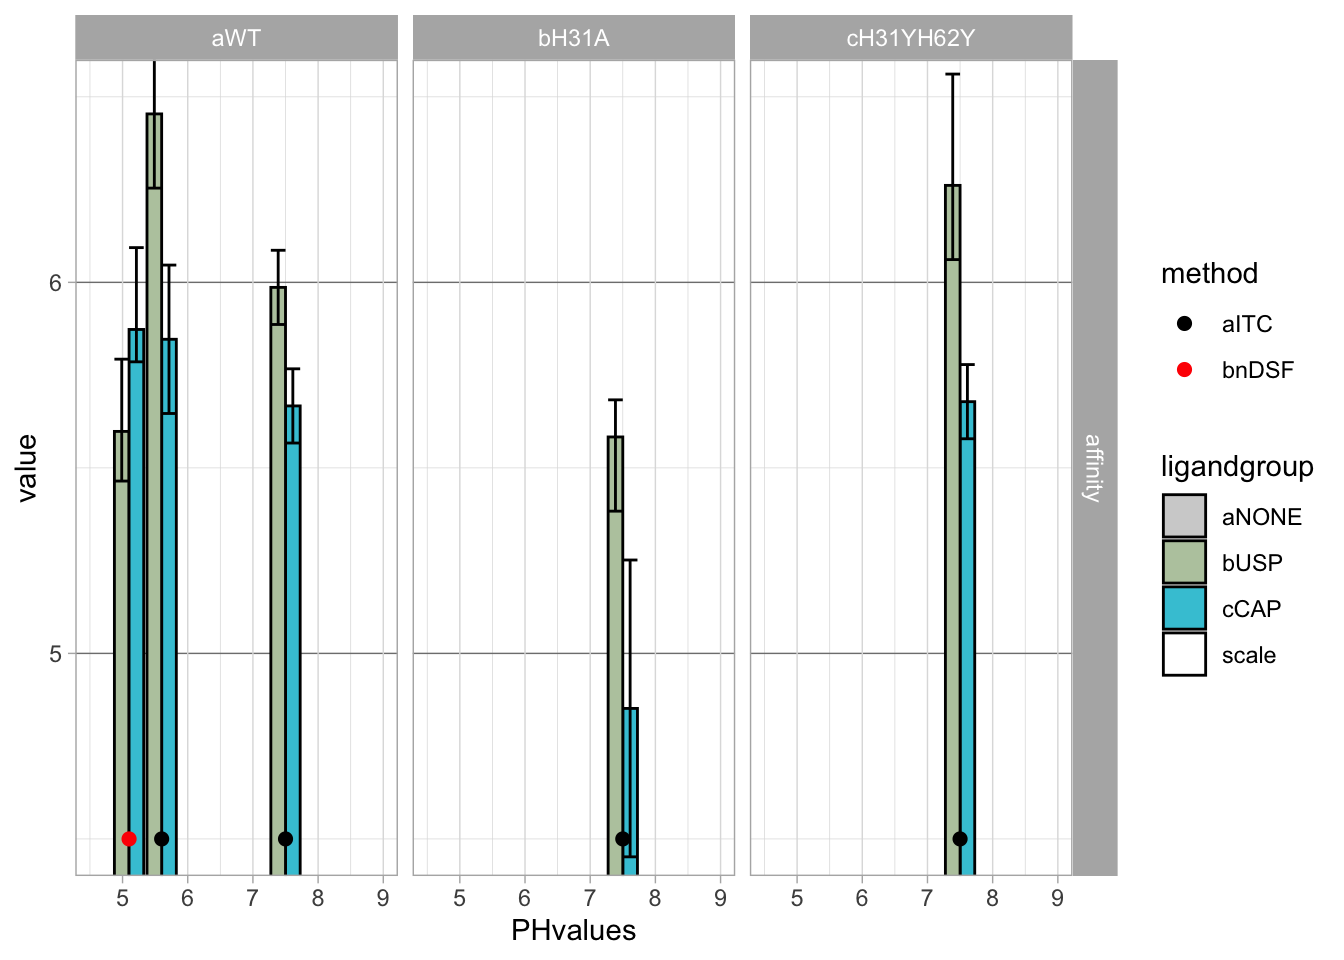 aWT
bH31A
cH31YH62Y
affinity
value
6
5
5 6 7 8 9
5 6 7 8 9
5 6 7 8 9
PHvalues
method
aITC
bnDSF
ligandgroup
aNONE
bUSP
cCAP
scale